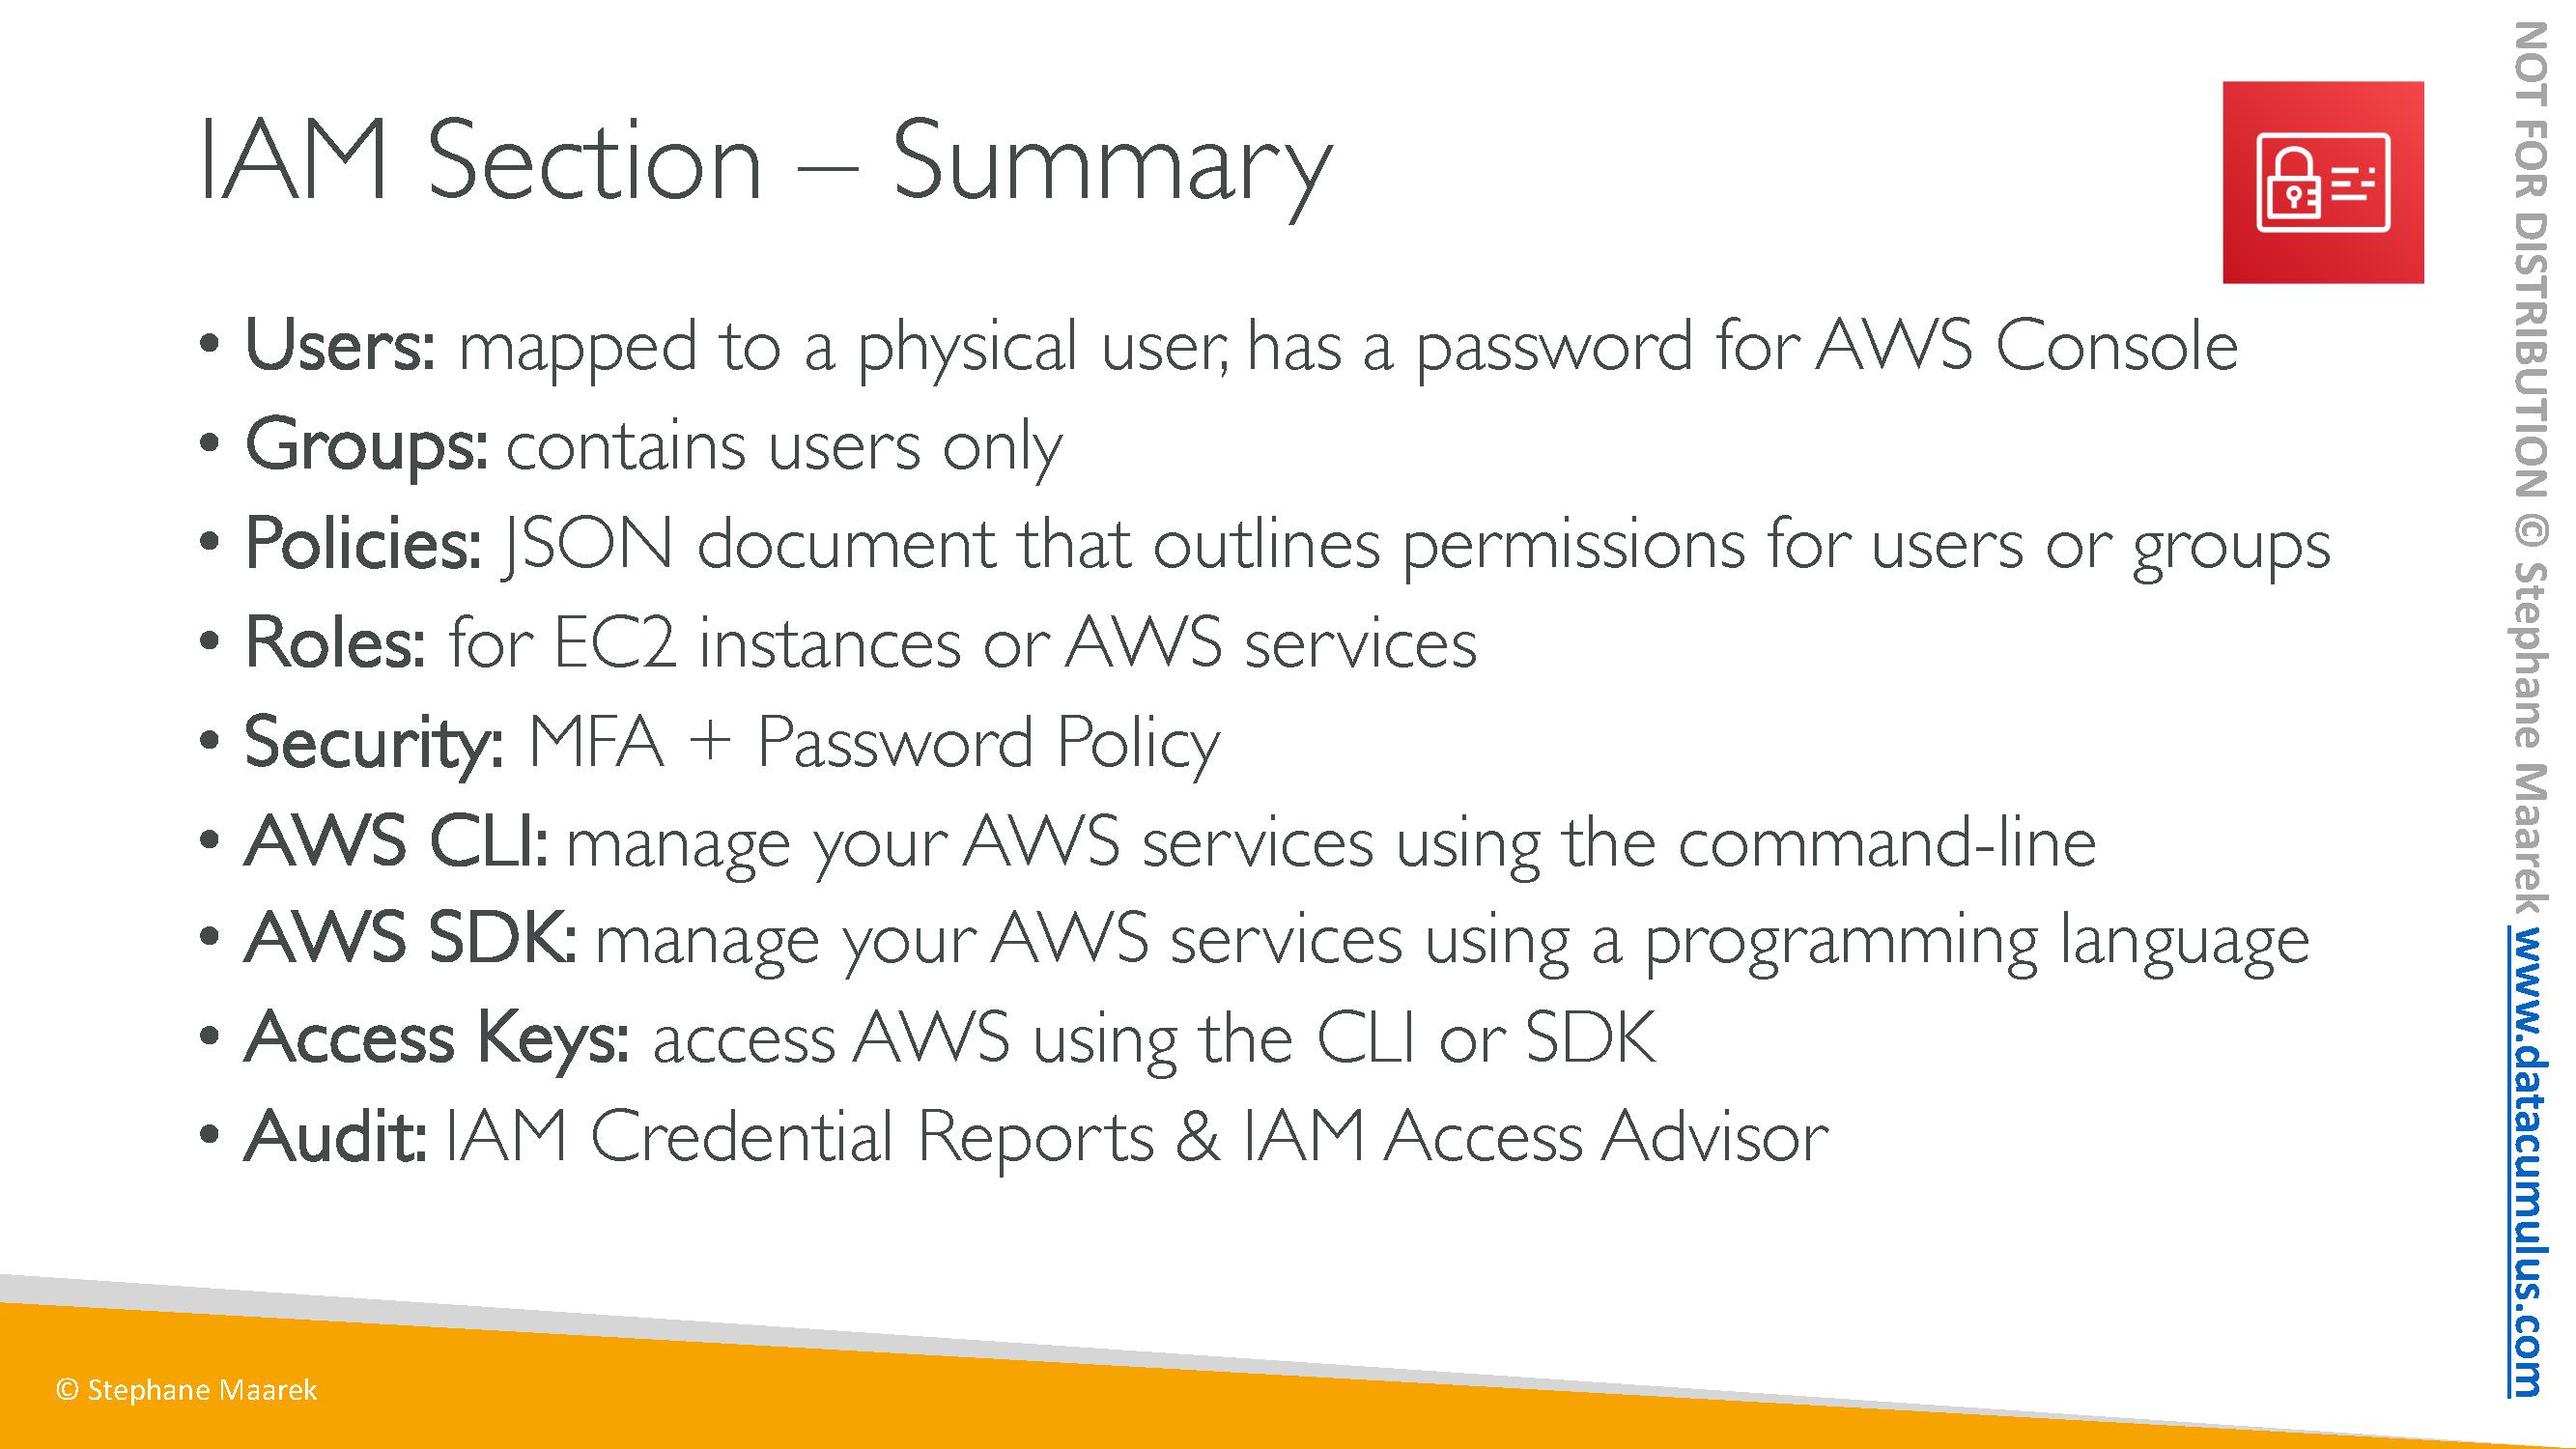 IAM Section – Summary
• Users: mapped to a physical user, has a password for AWS Console
• Groups: contains users only
• Policies: JSON document that outlines permissions for users or groups
• Roles: for EC2 instances or AWS services
• Security: MFA + Password Policy
• AWS CLI: manage your AWS services using the command-line
• AWS SDK: manage your AWS services using a programming language
• Access Keys: access AWS using the CLI or SDK
• Audit: IAM Credential Reports & IAM Access Advisor
© Stephane Maarek
NOT FOR DISTRIBUTION © Stephane Maarek www.datacumulus.com